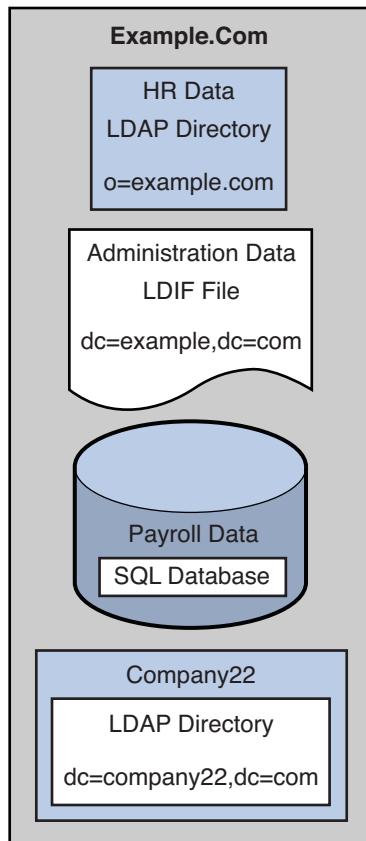 Example.Com
HR Data
LDAP Directory
o=example.com
Administration Data
LDIF File
dc=example,dc=com
Payroll Data
SQL Database
Company22
LDAP Directory
dc=company22,dc=com